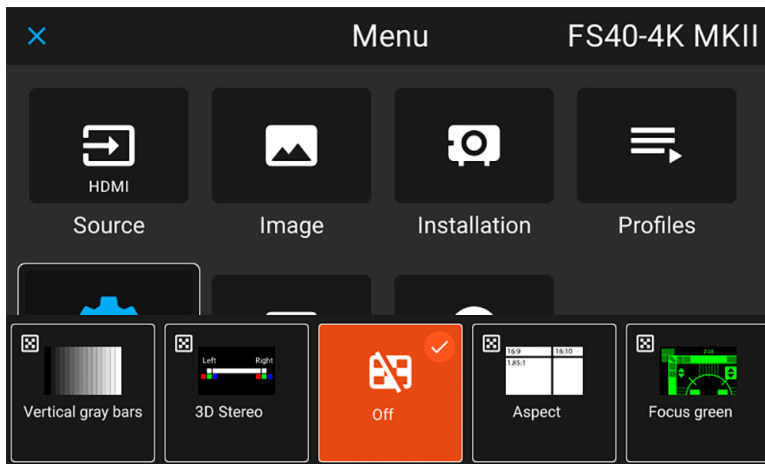 Menu
FS40-4K MKII
HDMI
Source
Image
Installation
Profiles
Left Right
16:9 16:10
1.85:1
Vertical gray bars
3D Stereo
Off
Aspect
Focus green